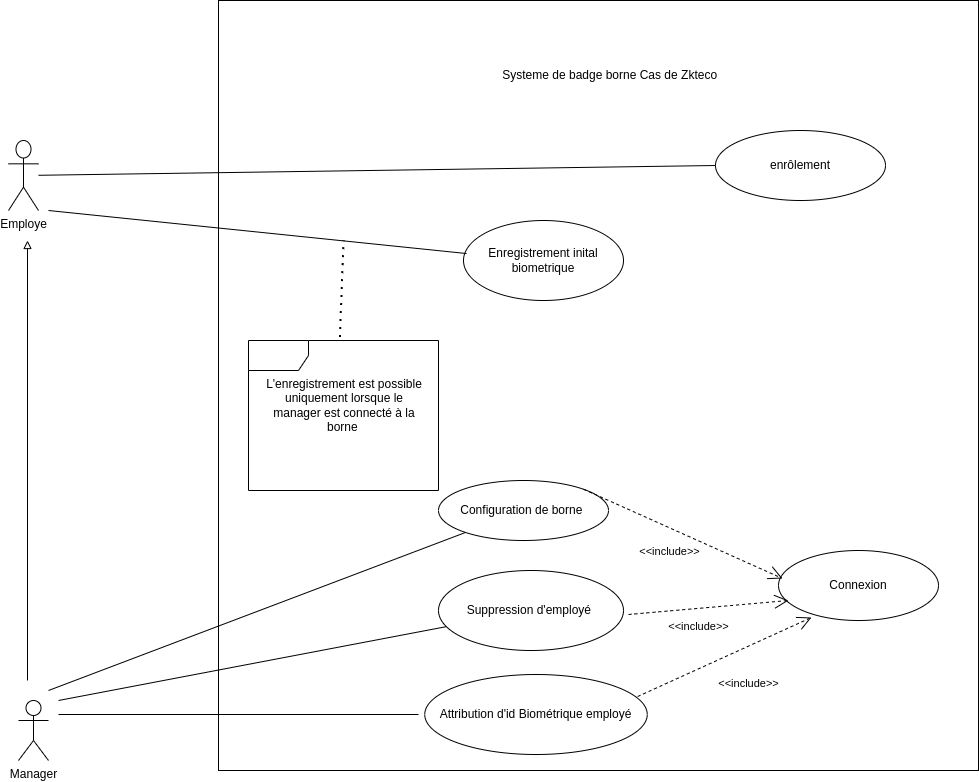 Systeme de badge borne Cas de Zkteco
enrôlement
Employe
Enregistrement inital
biometrique
L'enregistrement est possible
uniquement lorsque le
manager est connecté à la
borne
Configuration de borne
<<include>>
Connexion
Suppression d'employé
<<include>>
<<include>>
Attribution d'id Biométrique employé
Manager